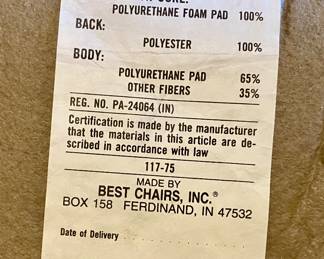 POLYURETHANE FOAM PAD 100%
BACK:
POLYESTER 100%
BODY:
POLYURETHANE PAD 65%
OTHER FIBERS 35%
REG. NO. PA-24064 (IN)
Certification is made by the manufacturer
that the materials in this article are de-
scribed in accordance with law
117-75
MADE BY
BEST CHAIRS, INC.®
BOX 158 FERDINAND, IN 47532
Date of Delivery